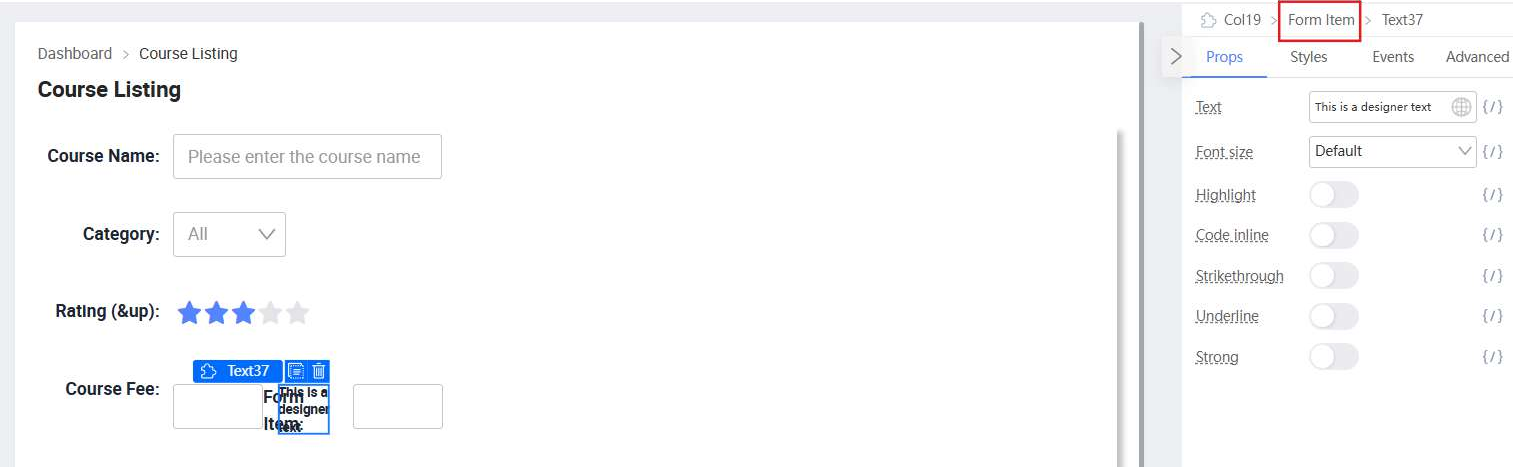 Dashboard > Course Listing
Course Listing
Course Name: Please enter the course name
Category: All
Rating (&up):
Text37
Course Fee:
Form
Item:
This is a
designer
text
Col19 > Form Item > Text37
Props Styles Events Advanced
Text This is a designer text {/}
Font size Default {/}
Highlight {/}
Code inline {/}
Strikethrough {/}
Underline {/}
Strong {/}